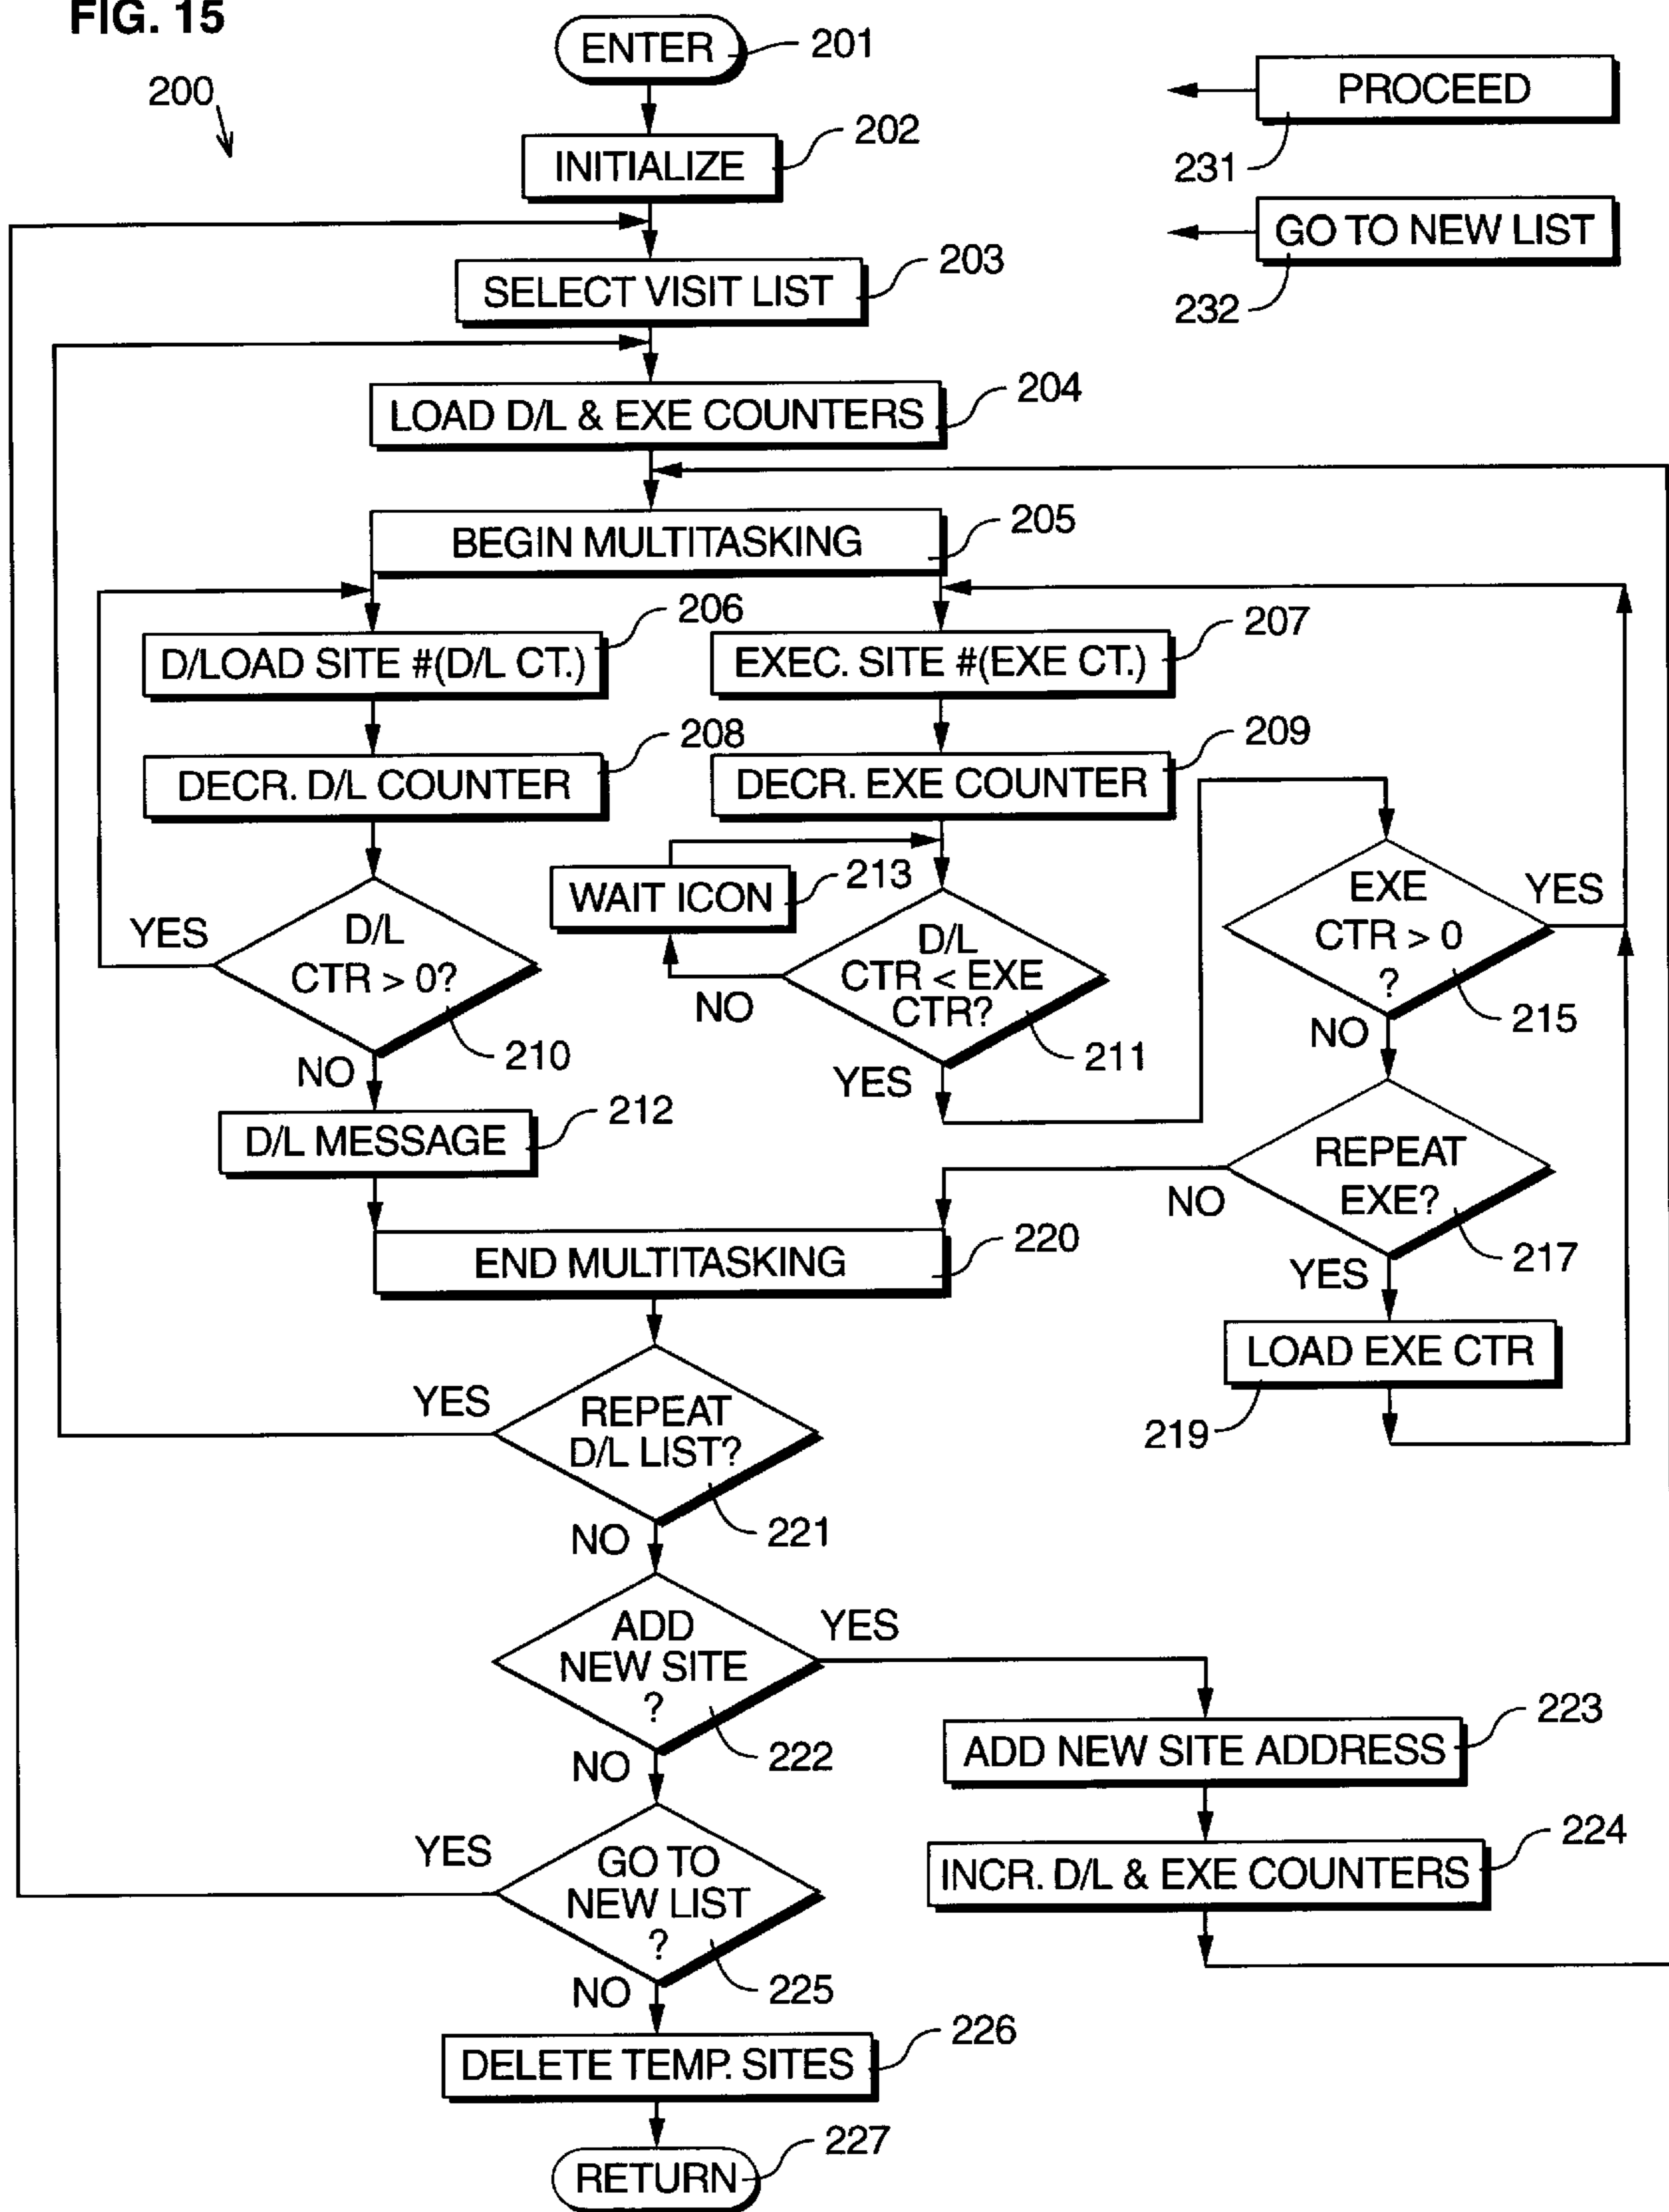 FIG. 15
200
ENTER
201
INITIALIZE
202
PROCEED
231
GO TO NEW LIST
232
SELECT VISIT LIST
203
LOAD D/L & EXE COUNTERS
204
BEGIN MULTITASKING
205
D/LOAD SITE #(D/L CT.)
206
EXEC. SITE #(EXE CT.)
207
DECR. D/L COUNTER
208
DECR. EXE COUNTER
209
WAIT ICON
213
D/L
CTR > 0?
YES
210
NO
D/L
CTR < EXE
CTR?
NO
211
YES
EXE
CTR > 0
?
YES
215
NO
D/L MESSAGE
212
REPEAT
EXE?
NO
217
YES
END MULTITASKING
220
LOAD EXE CTR
219
REPEAT
D/L LIST?
YES
221
NO
ADD
NEW SITE
?
YES
222
NO
ADD NEW SITE ADDRESS
223
INCR. D/L & EXE COUNTERS
224
GO TO
NEW LIST
?
YES
225
NO
DELETE TEMP. SITES
226
RETURN
227